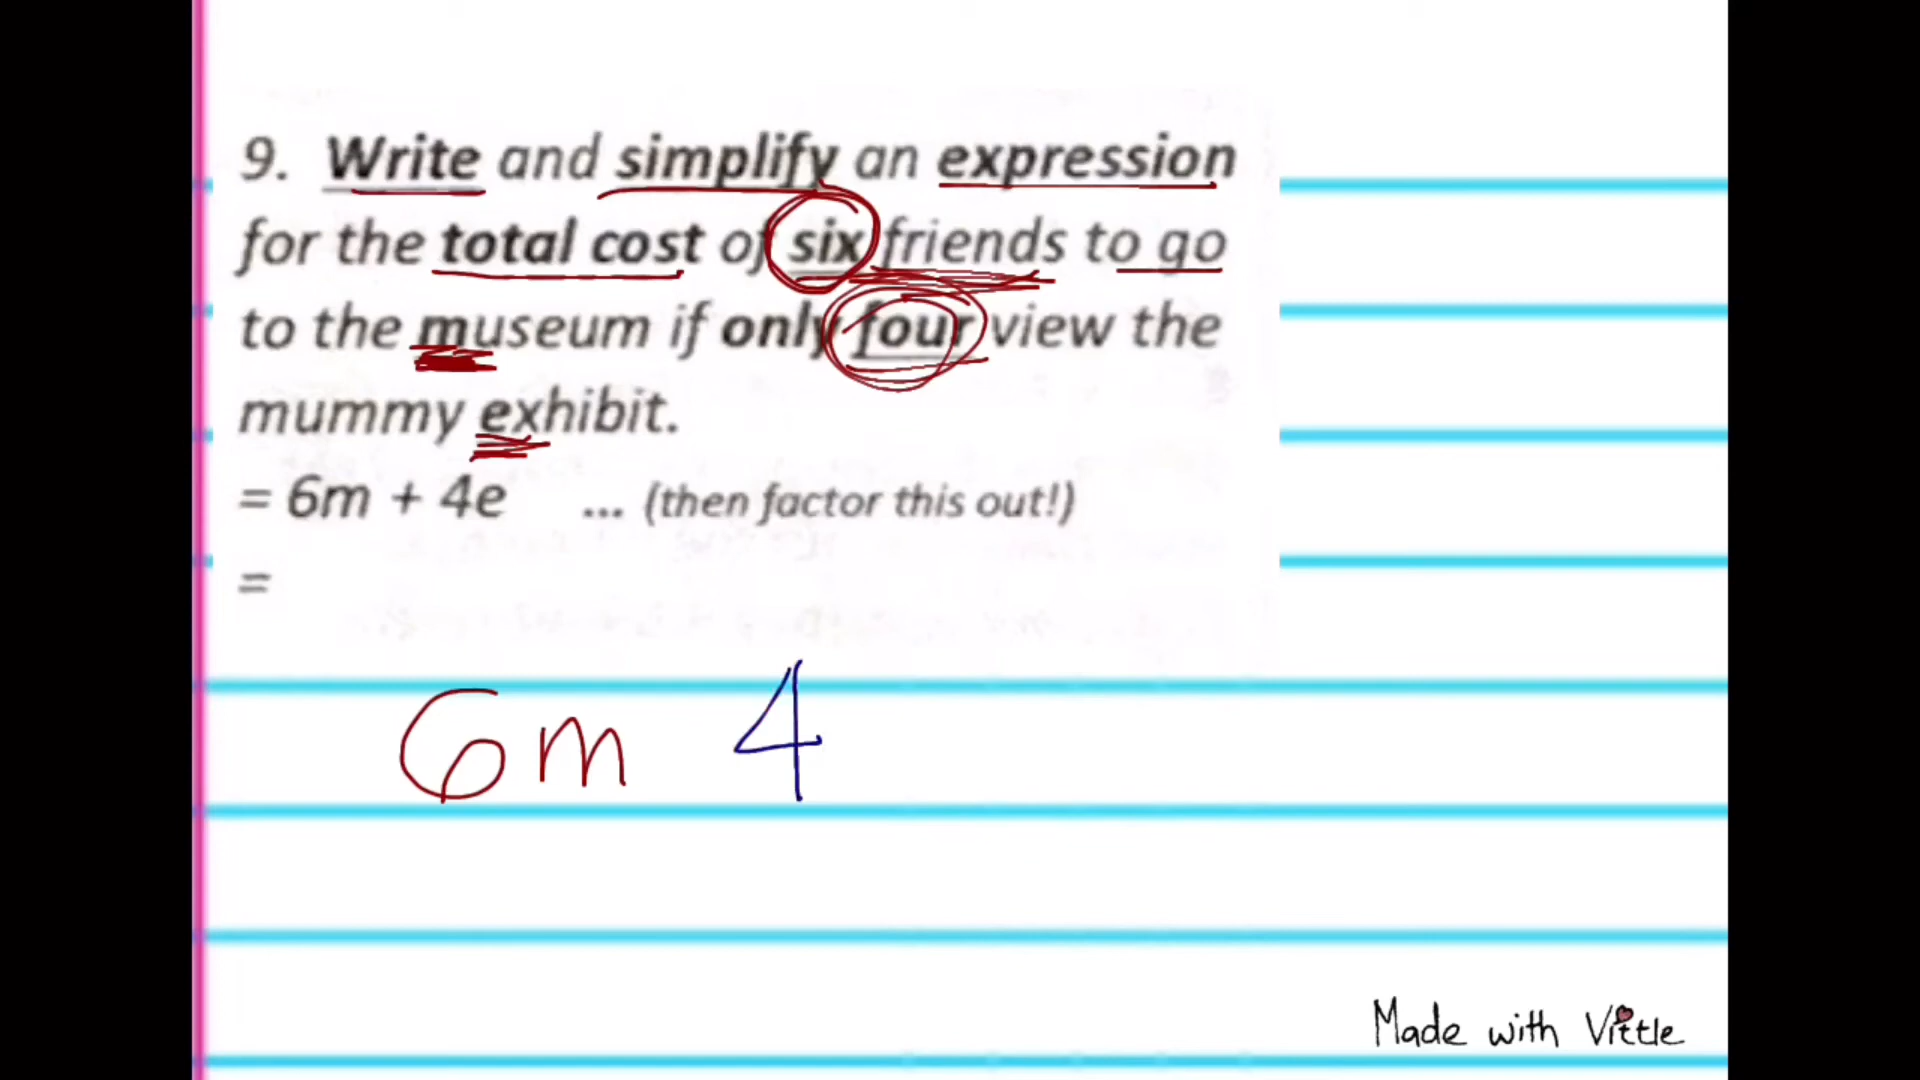 9. Write and simplify an expression
for the total cost of six friends to go
to the museum if only four view the
mummy exhibit.
= 6m + 4e ... (then factor this out!)
=
6m 4
Made with Vittle